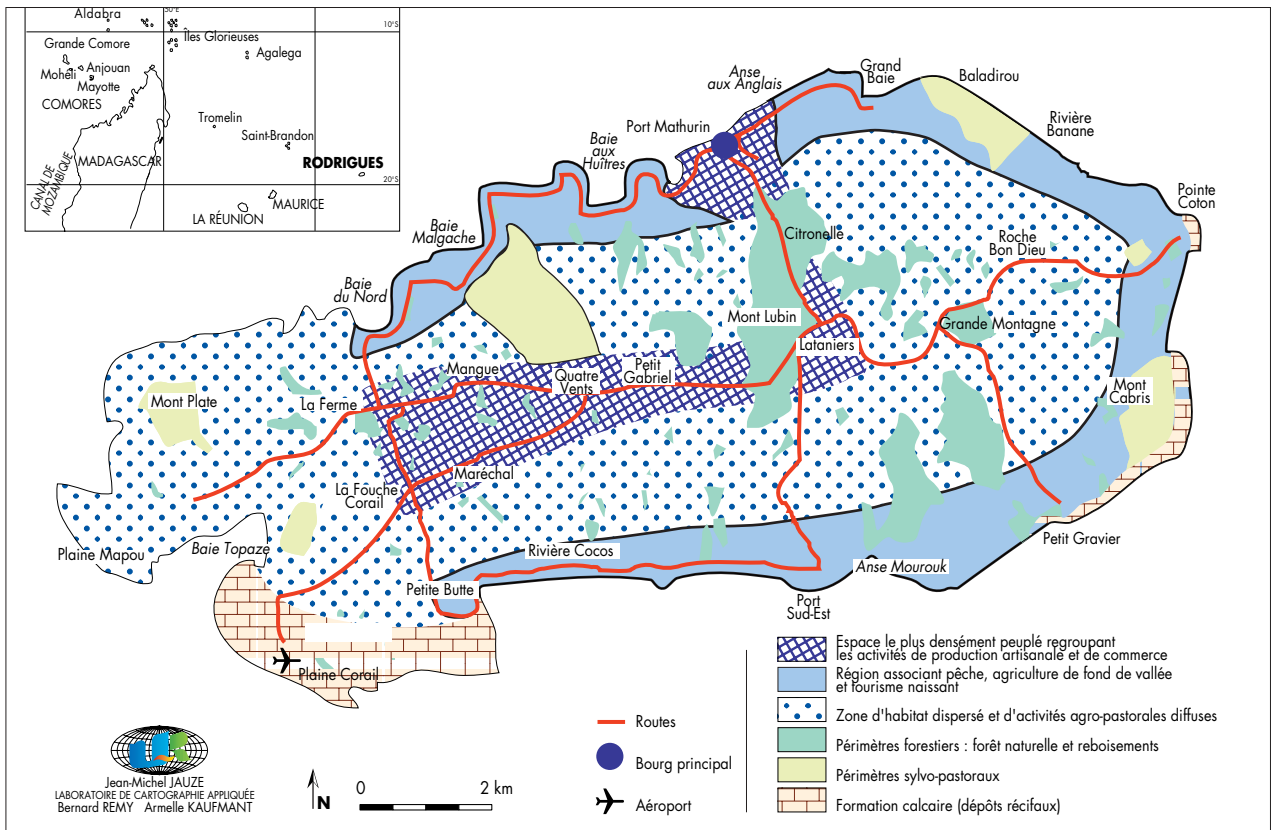 Aldabra
50°E
10°S
Îles Glorieuses
Grande Comore
Agalega
Mohéli
Anjouan
Mayotte
COMORES
Tromelin
Saint-Brandon
CANAL DE
MOZAMBIQUE
MADAGASCAR
RODRIGUES
20°S
MAURICE
LA RÉUNION
Grand
Baie
Baladirou
Anse
aux Anglais
Rivière
Banane
Port Mathurin
Baie
aux
Huîtres
Pointe
Coton
Baie
Malgache
Citronelle
Roche
Bon Dieu
Baie
du Nord
Mont Lubin
Grande Montagne
Lataniers
Mangue
Quatre
Vents
Petit
Gabriel
Mont
Cabris
Mont Plate
La Ferme
Maréchal
La Fouche
Corail
Petit Gravier
Plaine Mapou
Baie Topaze
Rivière Cocos
Anse Mourouk
Petite Butte
Port
Sud-Est
Plaine Corail
Espace le plus densément peuplé regroupant
les activités de production artisanale et de commerce
Région associant pêche, agriculture de fond de vallée
et tourisme naissant
Zone d'habitat dispersé et d'activités agro-pastorales diffuses
Périmètres forestiers : forêt naturelle et reboisements
Périmètres sylvo-pastoraux
Formation calcaire (dépôts récifaux)
Routes
Bourg principal
Aéroport
Jean-Michel JAUZE
LABORATOIRE DE CARTOGRAPHIE APPLIQUÉE
Bernard REMY Armelle KAUFMANT
N
0 2 km